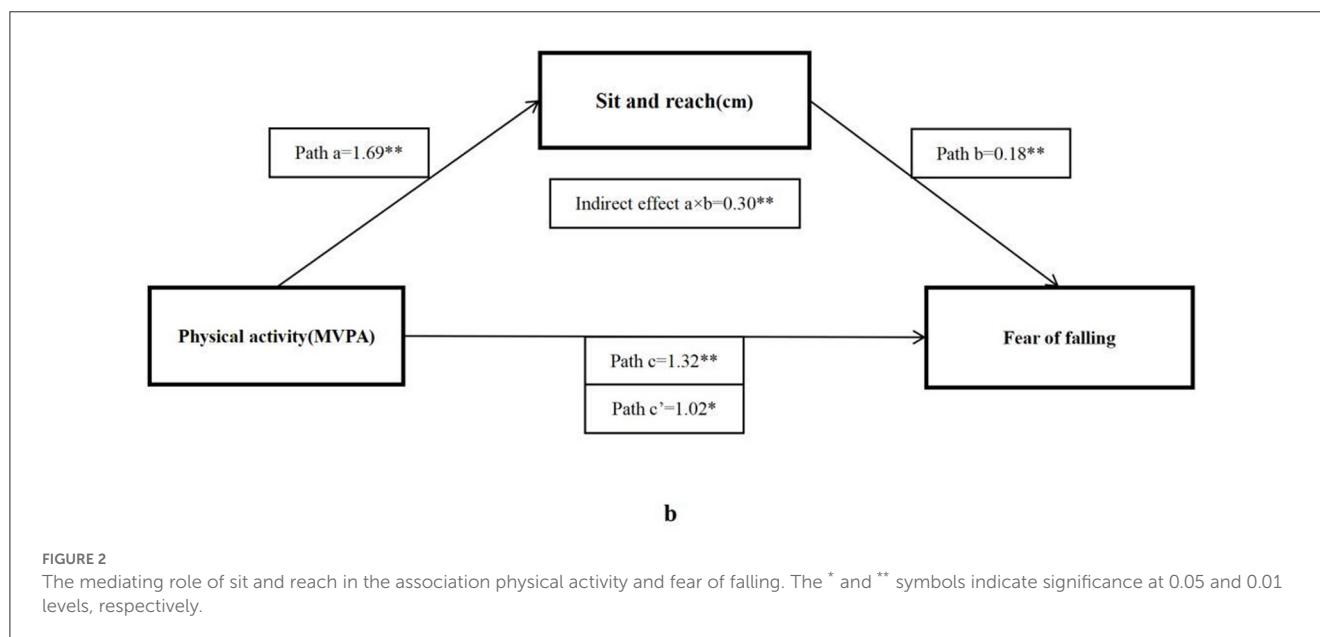 Sit and reach(cm)
Path a=1.69**
Path b=0.18**
Indirect effect a×b=0.30**
Physical activity(MVPA)
Fear of falling
Path c=1.32**
Path c’=1.02*
b
FIGURE 2
The mediating role of sit and reach in the association physical activity and fear of falling. The * and ** symbols indicate significance at 0.05 and 0.01
levels, respectively.